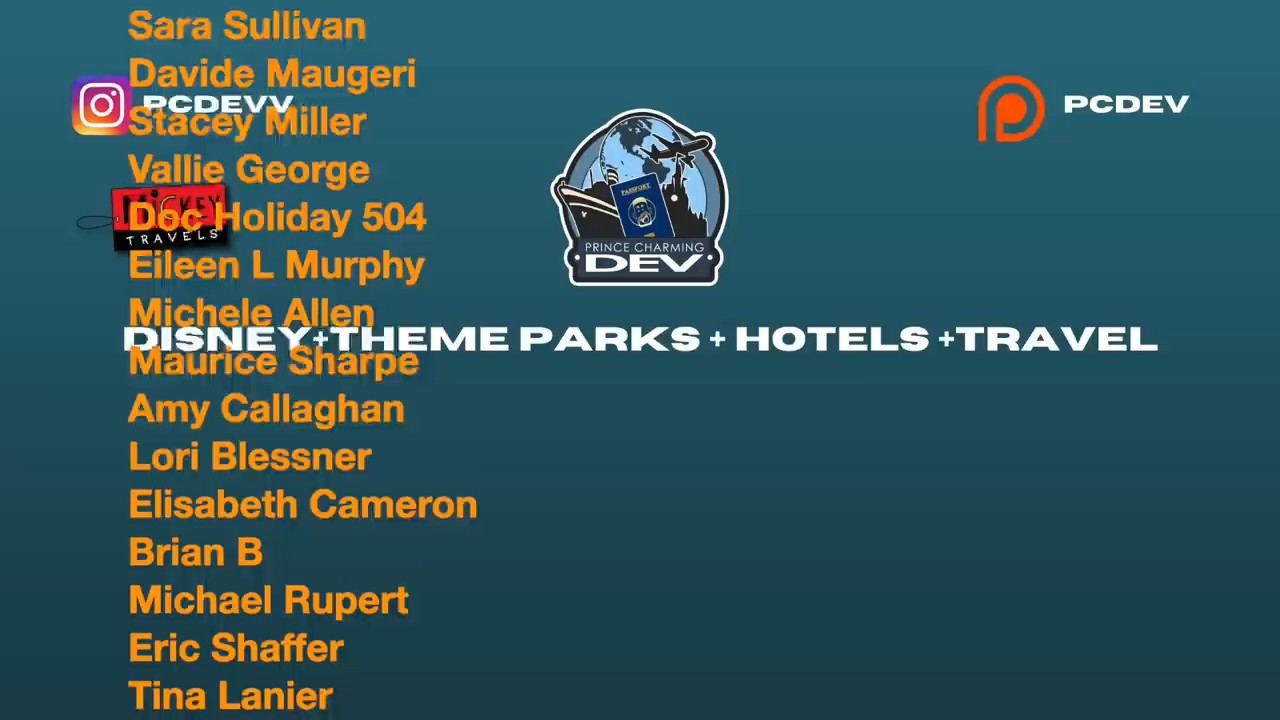 Sara Sullivan
Davide Maugeri
PCDEVV
PCDEV
Stacey Miller
Vallie George
MICKEY
TRAVELS
Doc Holiday 504
PASSPORT
PRINCE CHARMING
DEV
Eileen L Murphy
Michele Allen
DISNEY+THEME PARKS + HOTELS +TRAVEL
Maurice Sharpe
Amy Callaghan
Lori Blessner
Elisabeth Cameron
Brian B
Michael Rupert
Eric Shaffer
Tina Lanier